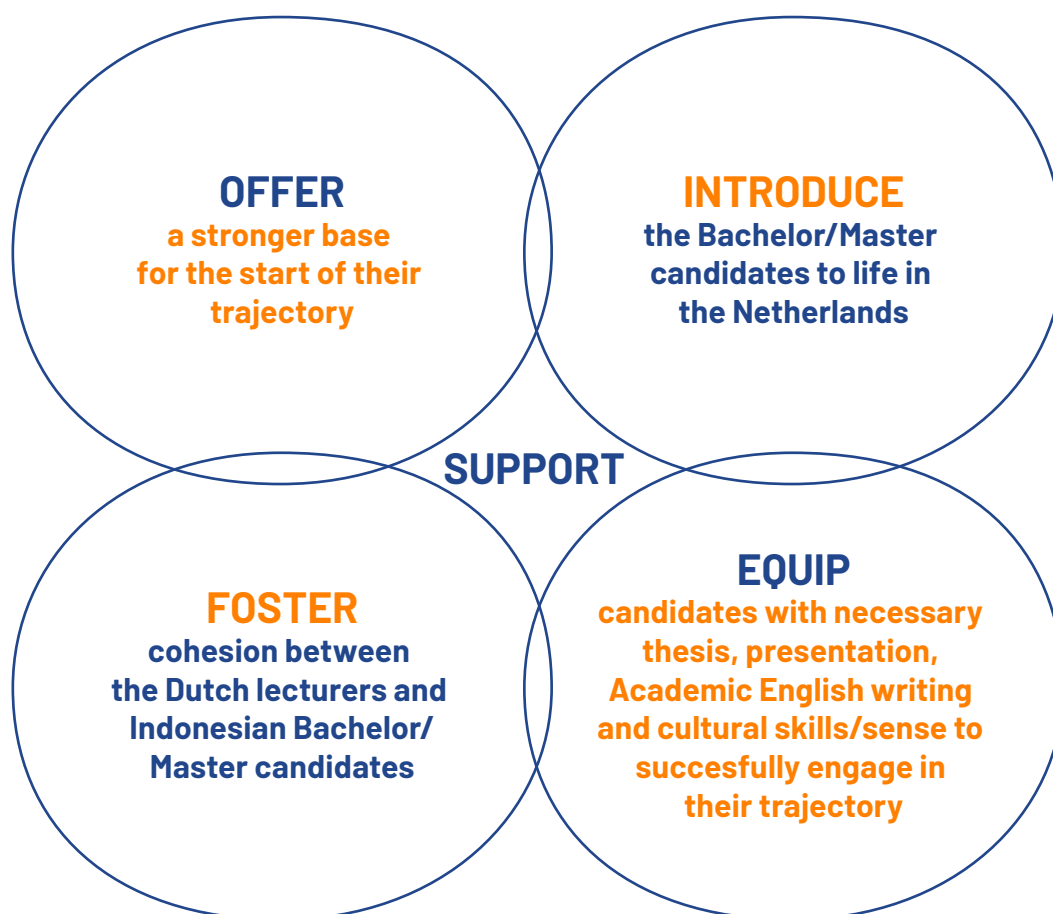 OFFER
a stronger base
for the start of their
trajectory
INTRODUCE
the Bachelor/Master
candidates to life in
the Netherlands
SUPPORT
FOSTER
cohesion between
the Dutch lecturers and
Indonesian Bachelor/
Master candidates
EQUIP
candidates with necessary
thesis, presentation,
Academic English writing
and cultural skills/sense to
succesfully engage in
their trajectory